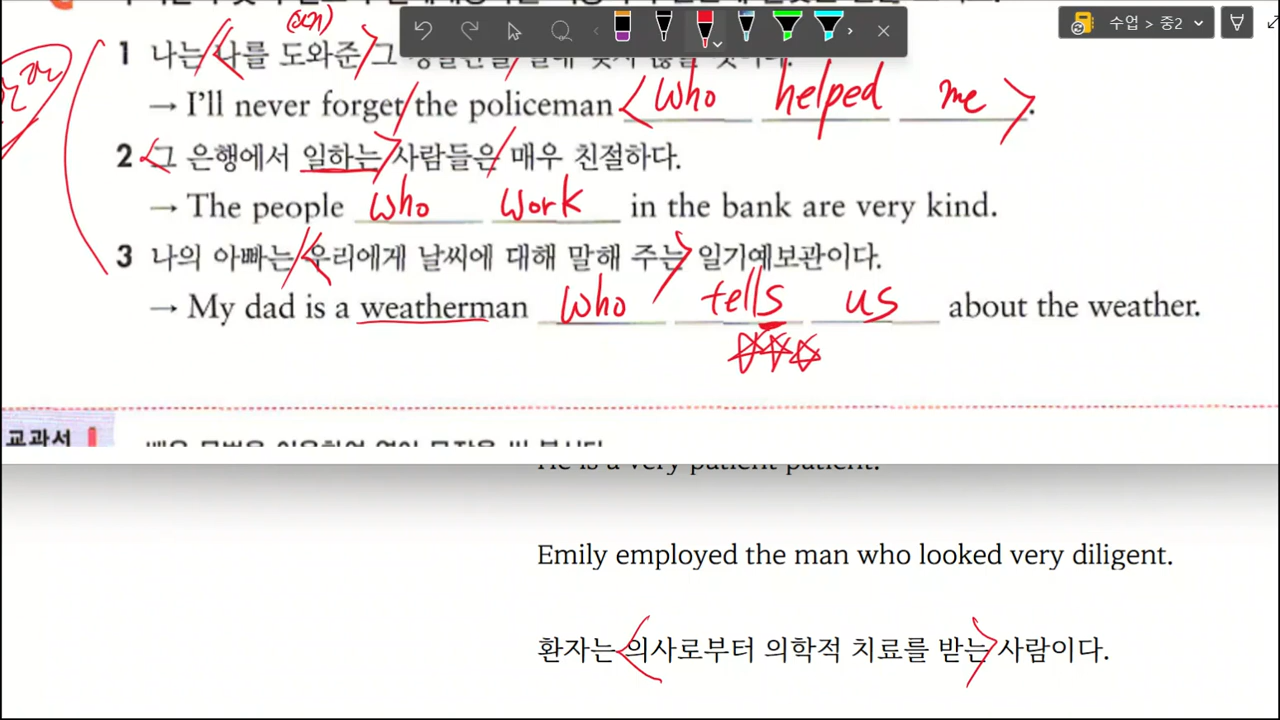 수업 > 중2
1 나는 나를 도와준 그
→ I'll never forget the policeman who helped me.
2 그 은행에서 일하는 사람들은 매우 친절하다.
→ The people who work in the bank are very kind.
3 나의 아빠는 우리에게 날씨에 대해 말해 주는 일기예보관이다.
→ My dad is a weatherman who tells us about the weather.
교과서
He is a very patient patient.
Emily employed the man who looked very diligent.
환자는 의사로부터 의학적 치료를 받는 사람이다.